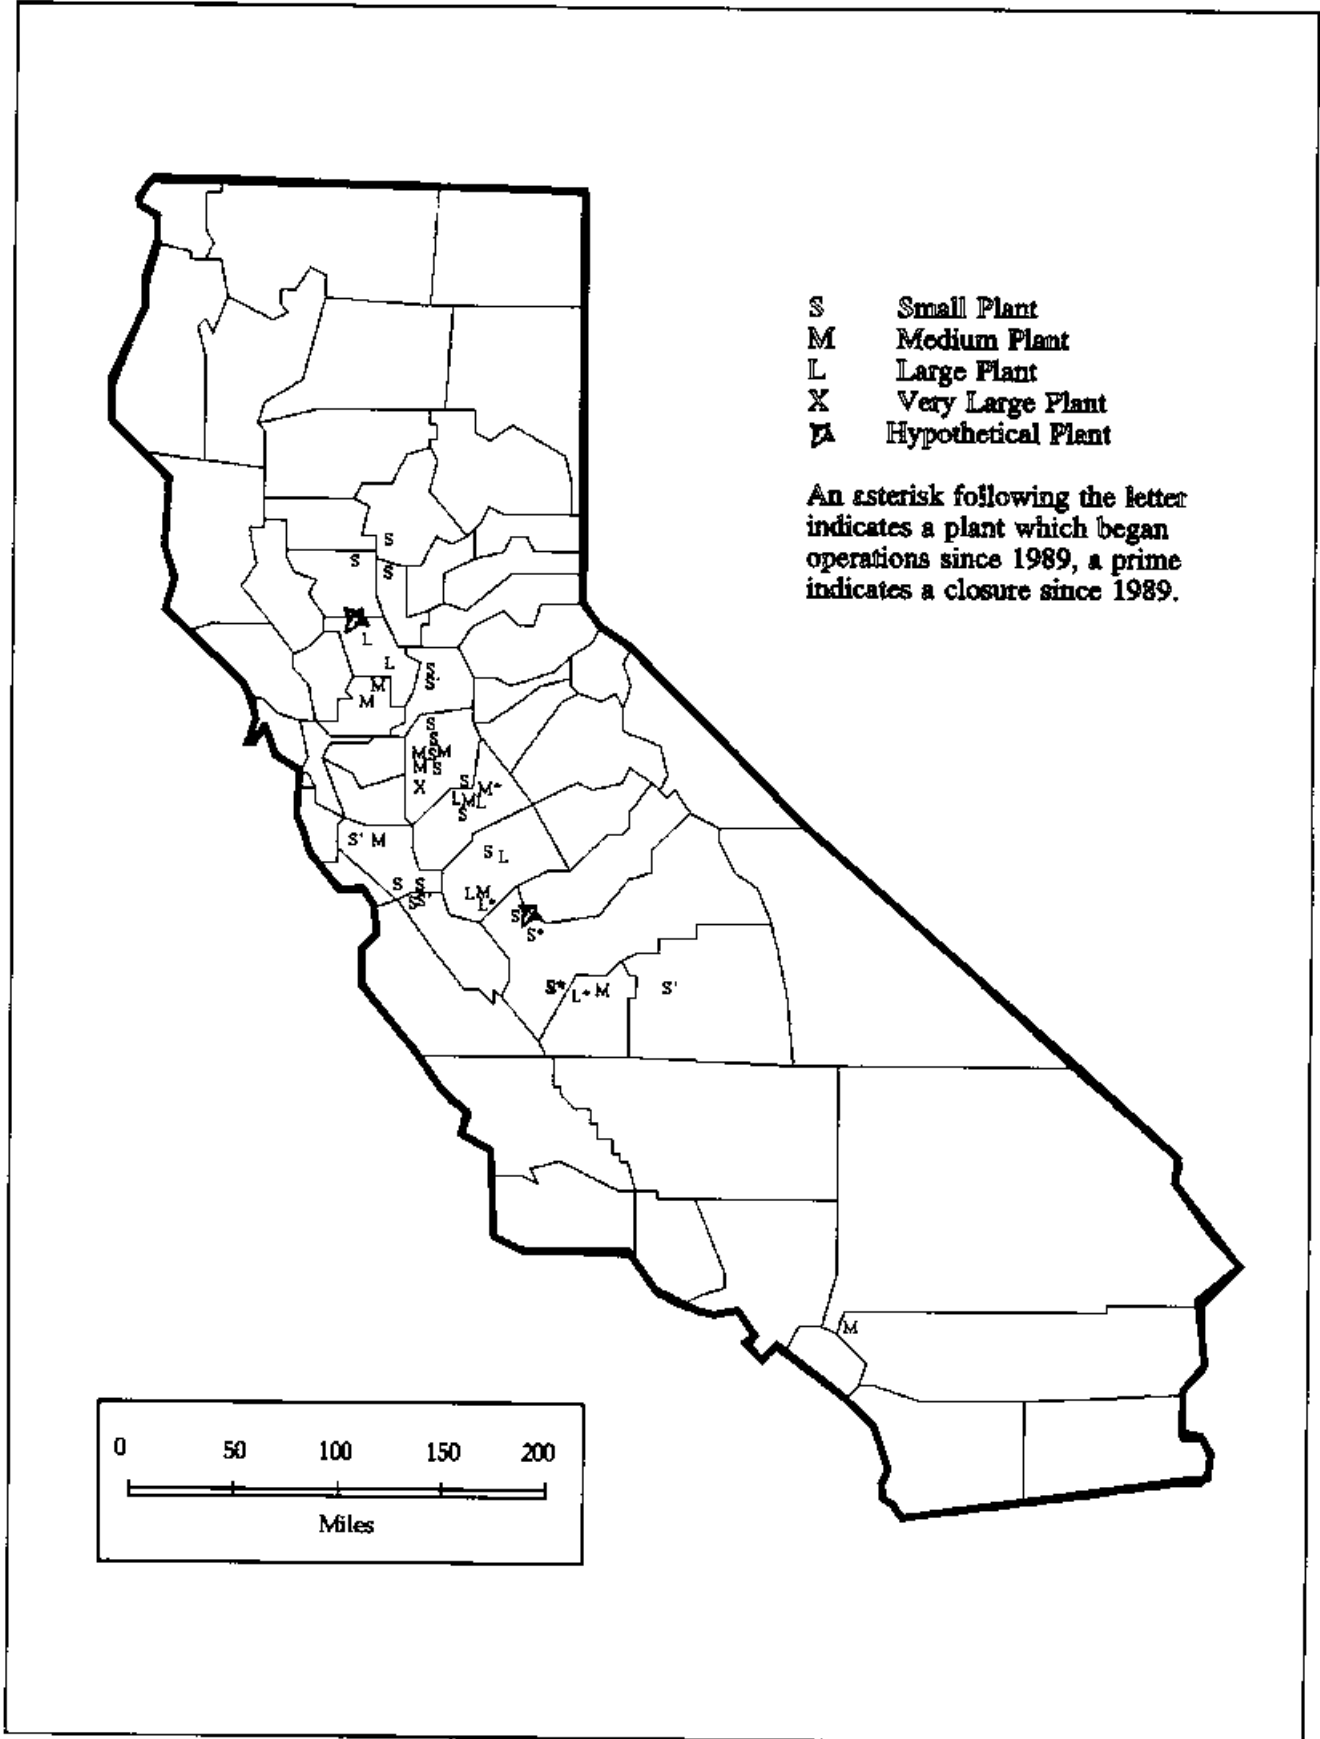 S Small Plant
M Medium Plant
L Large Plant
X Very Large Plant
Hypothetical Plant
An asterisk following the letter
indicates a plant which began
operations since 1989, a prime
indicates a closure since 1989.
S
S
S
L
L
S
S'
M
M
S
S
M S M
M S
X
S
M*
L M L
S
S' M
S L
S S
L M
L*
S
S*
S*
L* M
S'
M
0 50 100 150 200
Miles